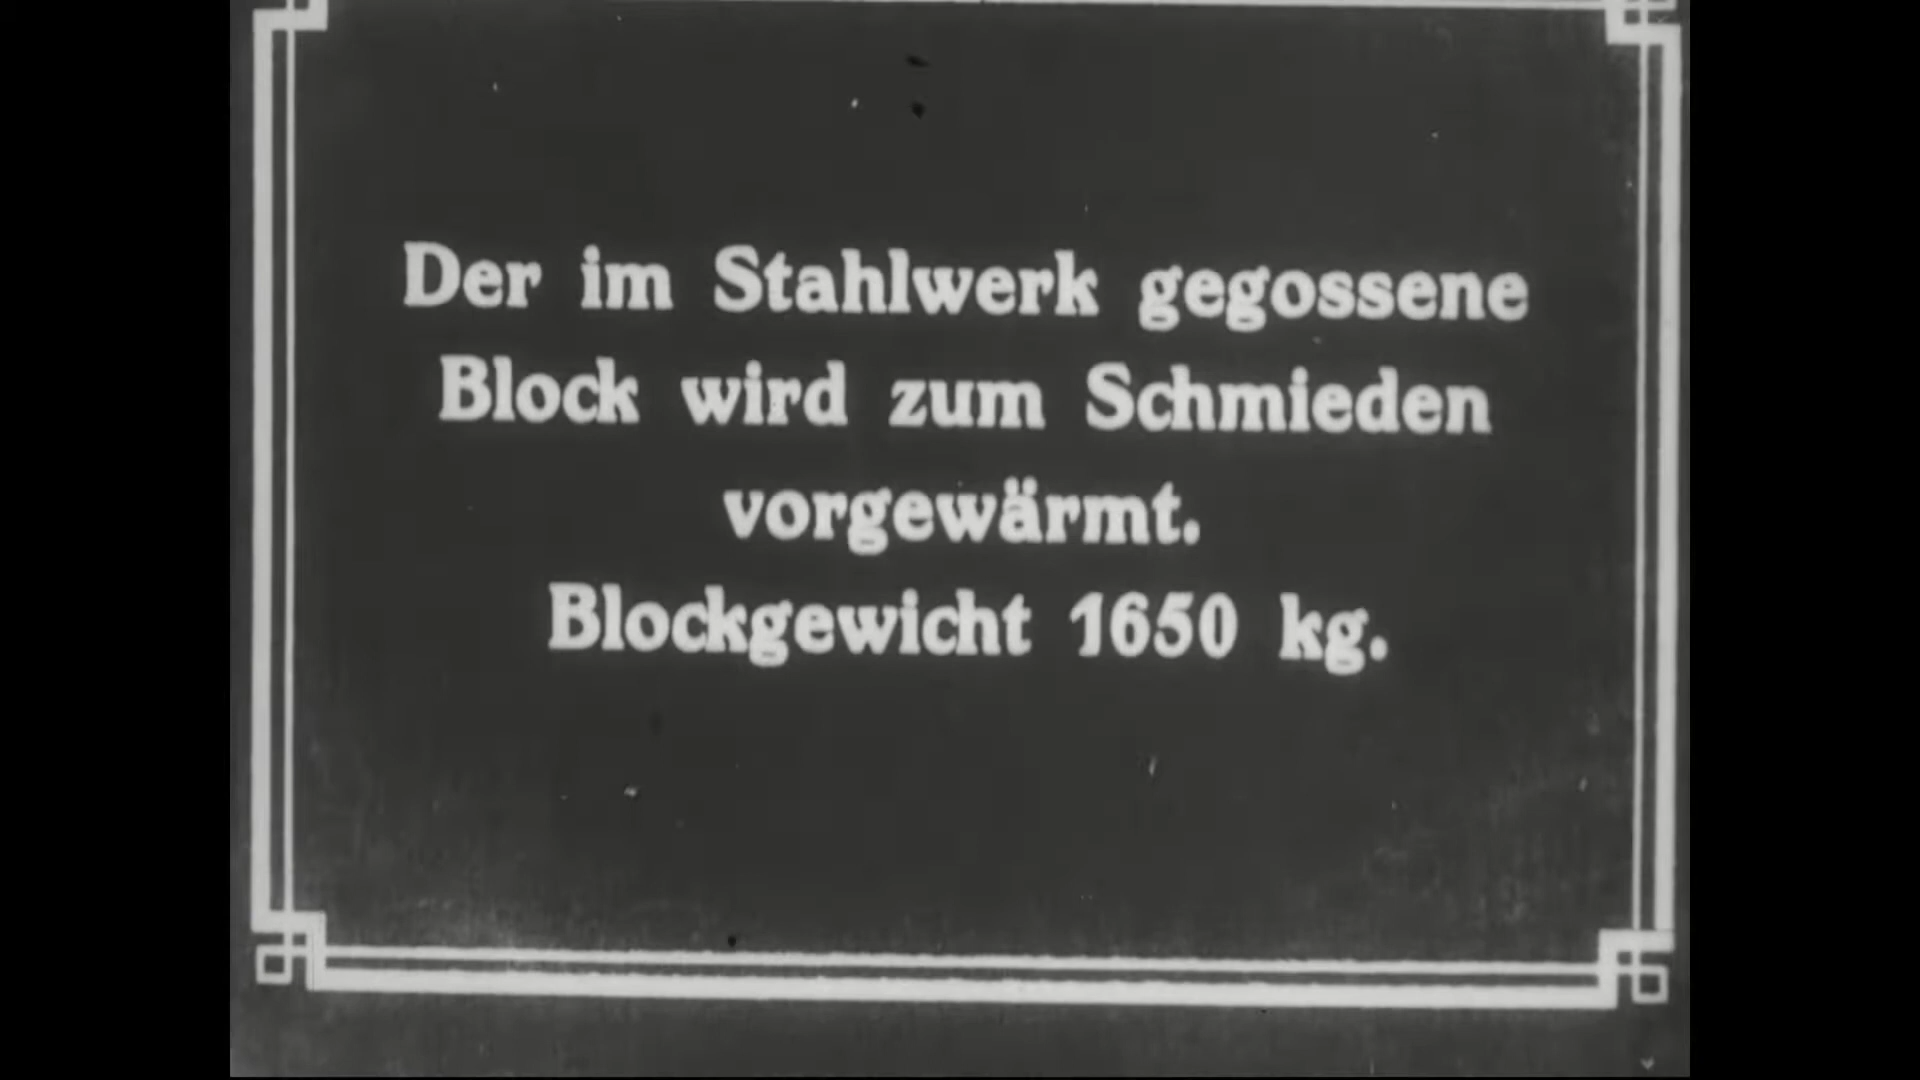 Der im Stahlwerk gegossene
Block wird zum Schmieden
vorgewärmt.
Blockgewicht 1650 kg.